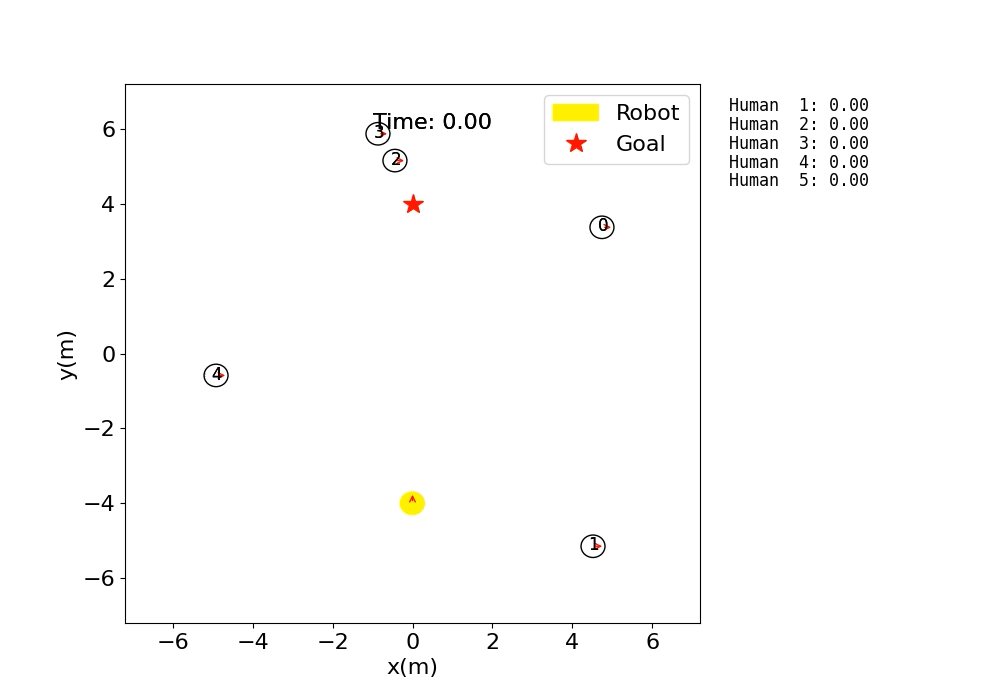 Time: 0.00
Robot
Goal
Human  1: 0.00
Human  2: 0.00
Human  3: 0.00
Human  4: 0.00
Human  5: 0.00
3
2
0
4
1
6
4
2
0
−2
−4
−6
y(m)
−6 −4 −2 0 2 4 6
x(m)